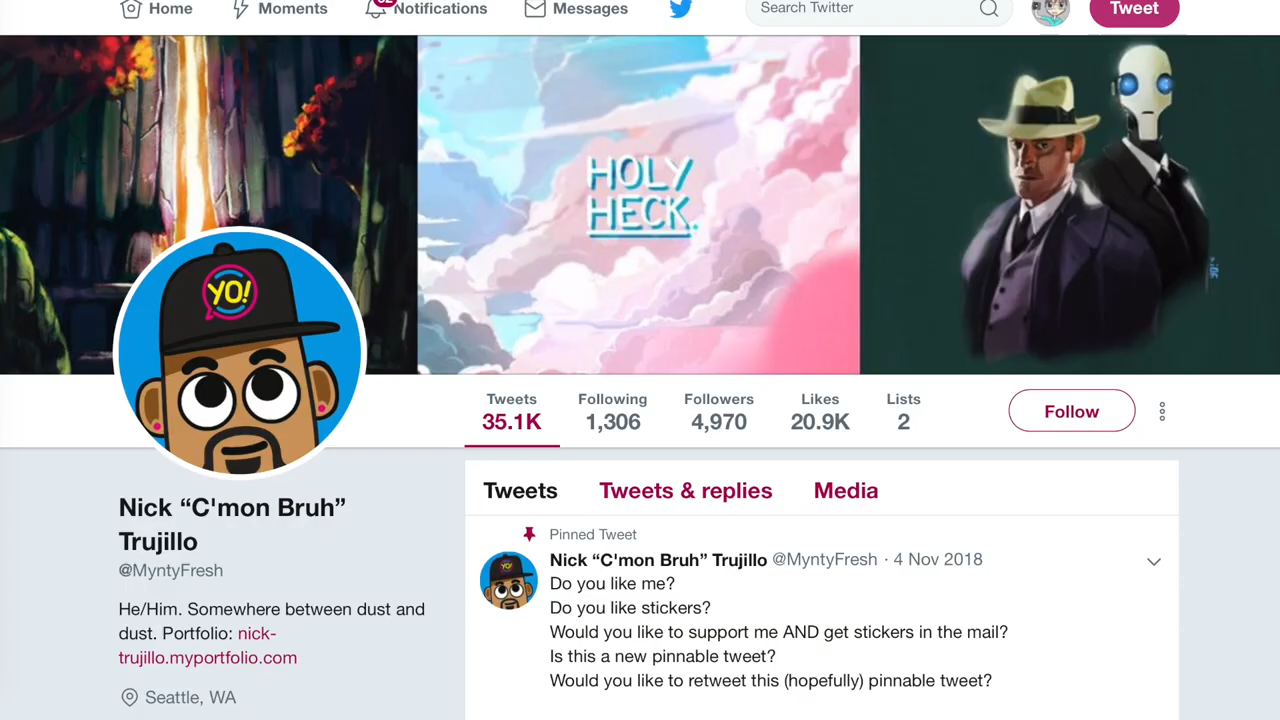 Home
Moments
Notifications
Messages
Search Twitter
Tweet
HOLY
HECK.
YO!
Tweets
35.1K
Following
1,306
Followers
4,970
Likes
20.9K
Lists
2
Follow
Nick “C'mon Bruh”
Trujillo
@MyntyFresh
He/Him. Somewhere between dust and
dust. Portfolio: nick-
trujillo.myportfolio.com
Seattle, WA
Tweets
Tweets & replies
Media
Pinned Tweet
YO!
Nick “C'mon Bruh” Trujillo @MyntyFresh · 4 Nov 2018
Do you like me?
Do you like stickers?
Would you like to support me AND get stickers in the mail?
Is this a new pinnable tweet?
Would you like to retweet this (hopefully) pinnable tweet?